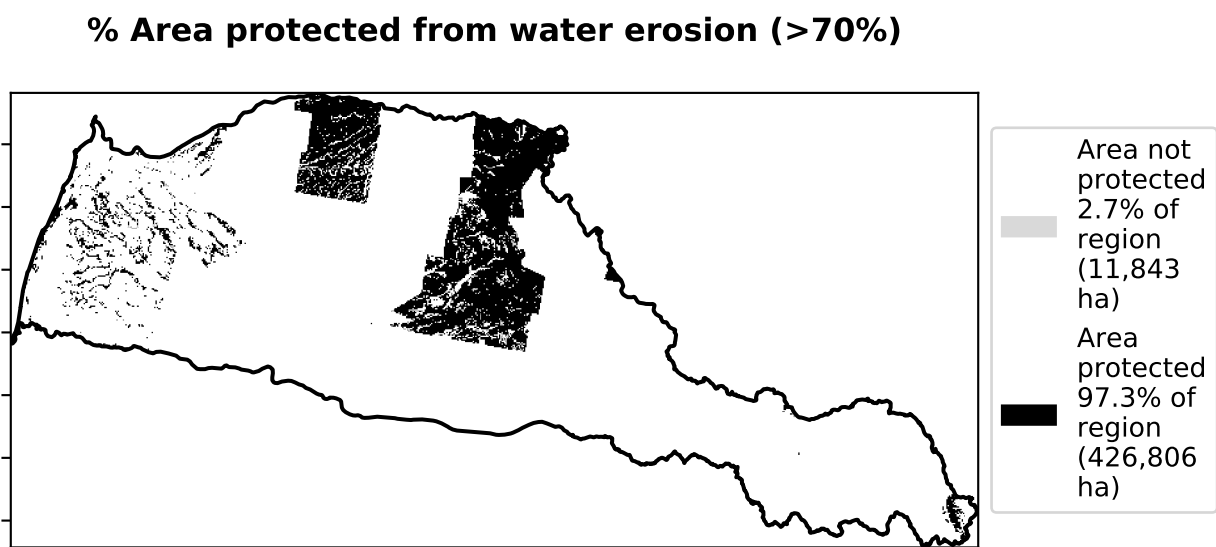 % Area protected from water erosion (>70%)
Area not
protected
2.7% of
region
(11,843
ha)
Area
protected
97.3% of
region
(426,806
ha)